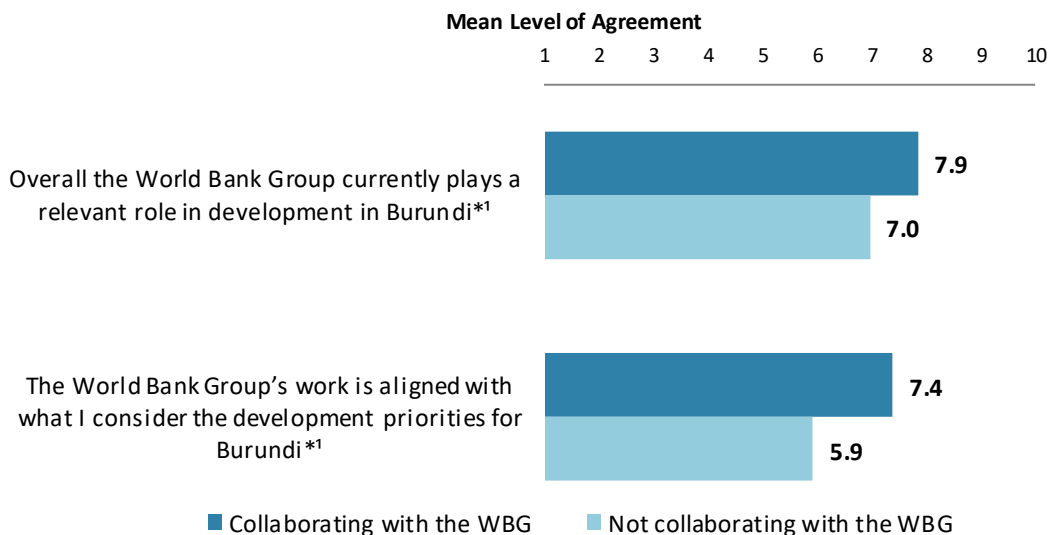 Mean Level of Agreement
1 2 3 4 5 6 7 8 9 10
Overall the World Bank Group currently plays a
relevant role in development in Burundi*¹
7.9
7.0
The World Bank Group’s work is aligned with
what I consider the development priorities for
Burundi*¹
7.4
5.9
Collaborating with the WBG Not collaborating with the WBG